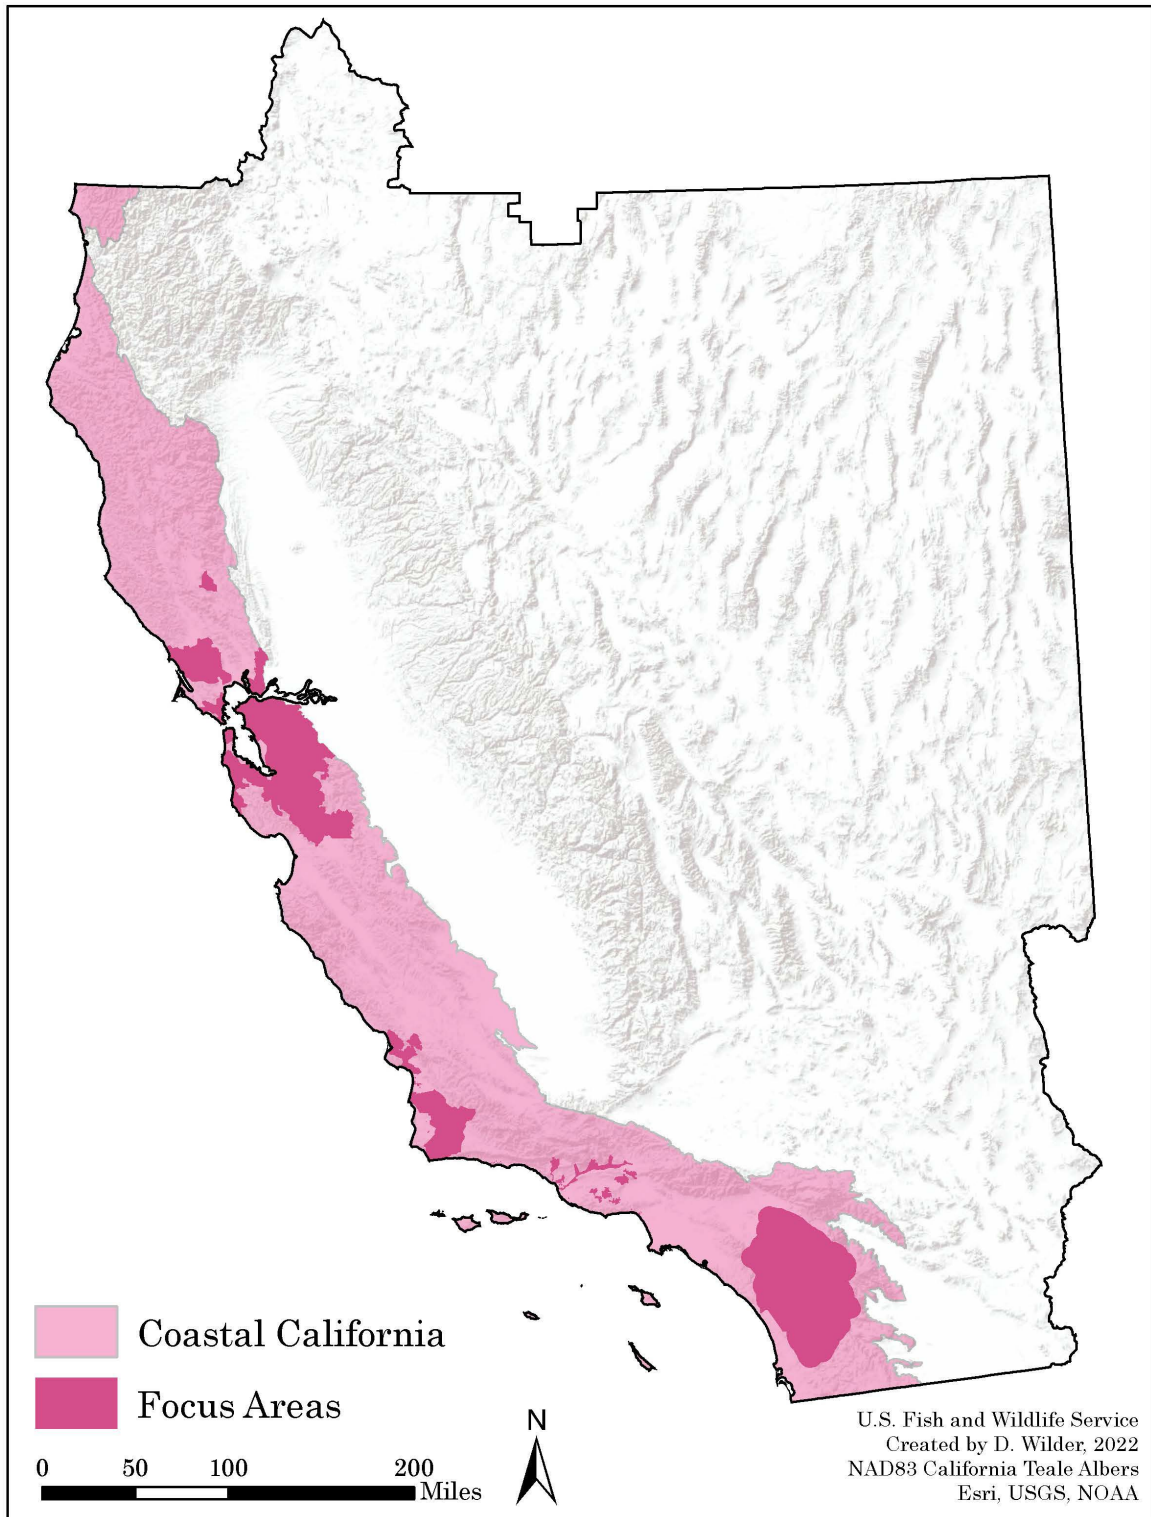 Coastal California
Focus Areas
0 50 100 200
Miles
N
U.S. Fish and Wildlife Service
Created by D. Wilder, 2022
NAD83 California Teale Albers
Esri, USGS, NOAA